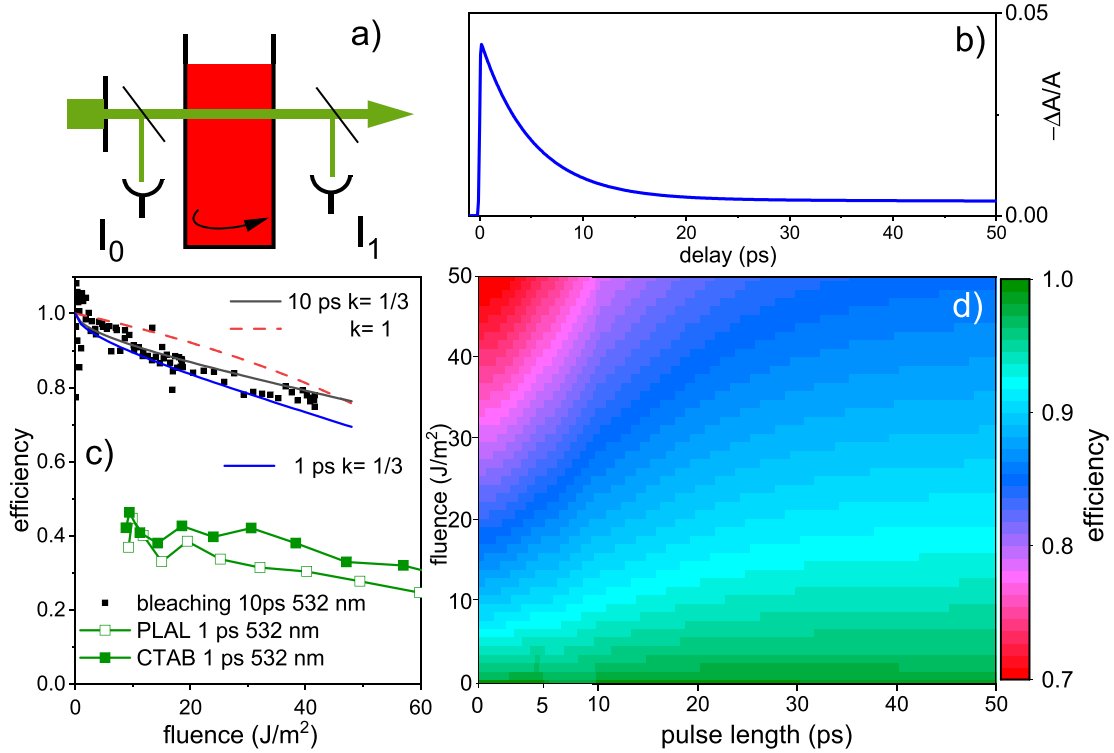 a)
I0
I1
b)
0.05
−ΔA/A
0.00
0 10 20 30 40 50
delay (ps)
c)
1.0
0.8
0.6
0.4
0.2
0.0
efficiency
10 ps k= 1/3
k= 1
1 ps k= 1/3
bleaching 10ps 532 nm
PLAL 1 ps 532 nm
CTAB 1 ps 532 nm
0 20 40 60
fluence (J/m²)
d)
50
40
30
20
10
0
fluence (J/m²)
0 5 10 20 30 40 50
pulse length (ps)
1.0
0.9
0.8
0.7
efficiency